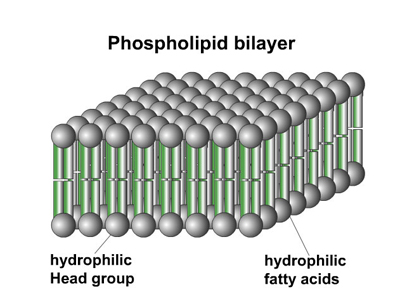 Phospholipid bilayer
hydrophilic
Head group
hydrophilic
fatty acids